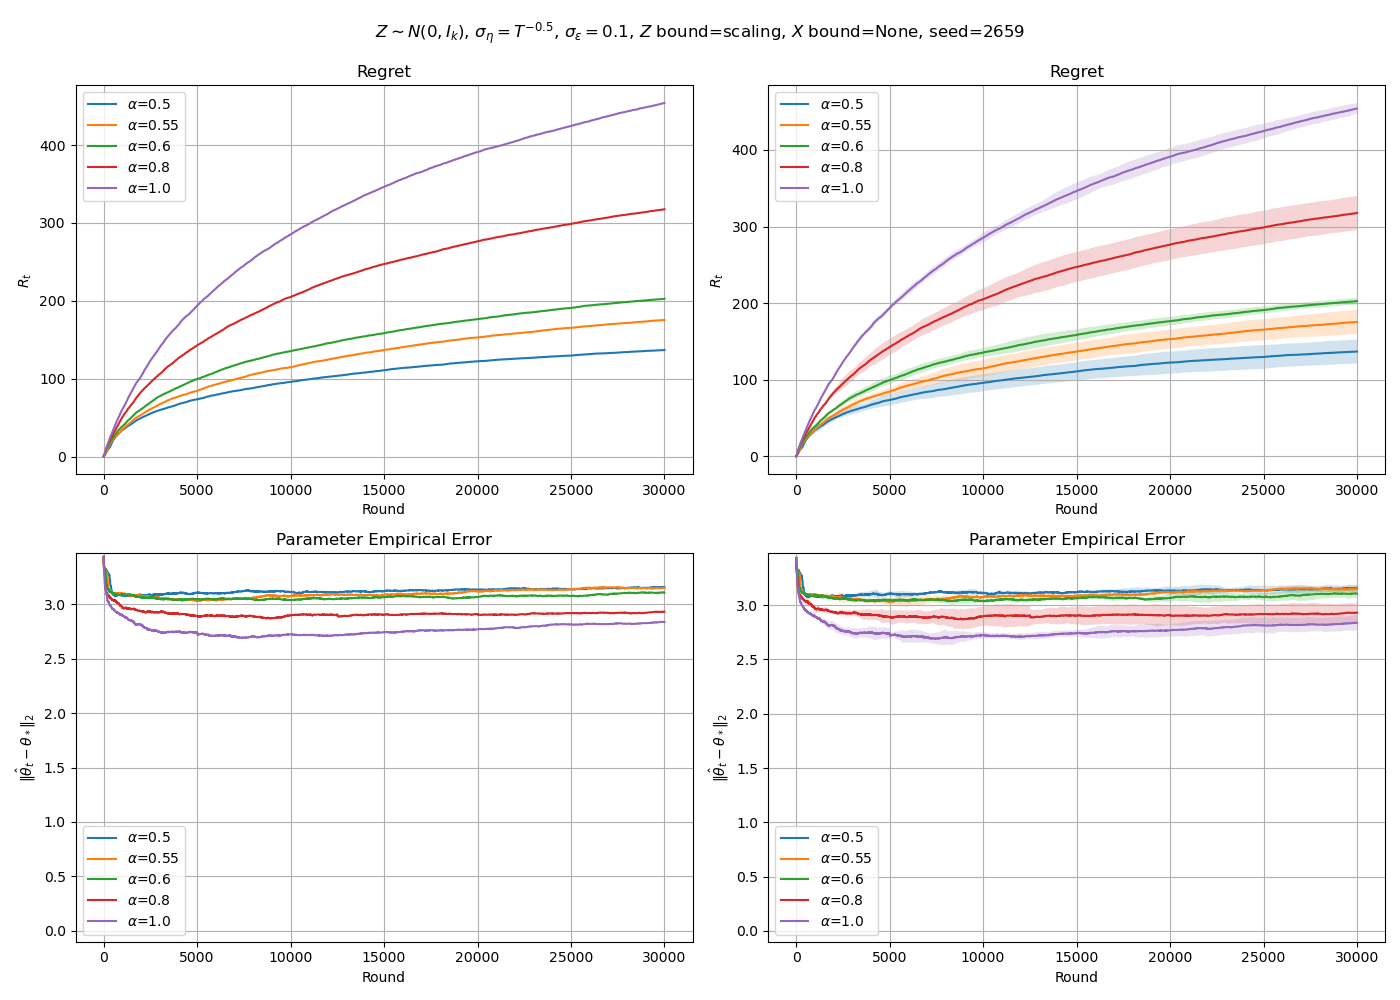 Z ~ N(0, I_k), σ_η = T^{−0.5}, σ_ε = 0.1, Z bound=scaling, X bound=None, seed=2659
Regret
α=0.5
α=0.55
α=0.6
α=0.8
α=1.0
400
300
200
100
0
R_t
0 5000 10000 15000 20000 25000 30000
Round
Regret
α=0.5
α=0.55
α=0.6
α=0.8
α=1.0
400
300
200
100
0
R_t
0 5000 10000 15000 20000 25000 30000
Round
Parameter Empirical Error
3.0
2.5
2.0
1.5
1.0
0.5
0.0
‖θ̂_t − θ_*‖_2
α=0.5
α=0.55
α=0.6
α=0.8
α=1.0
0 5000 10000 15000 20000 25000 30000
Round
Parameter Empirical Error
3.0
2.5
2.0
1.5
1.0
0.5
0.0
‖θ̂_t − θ_*‖_2
α=0.5
α=0.55
α=0.6
α=0.8
α=1.0
0 5000 10000 15000 20000 25000 30000
Round